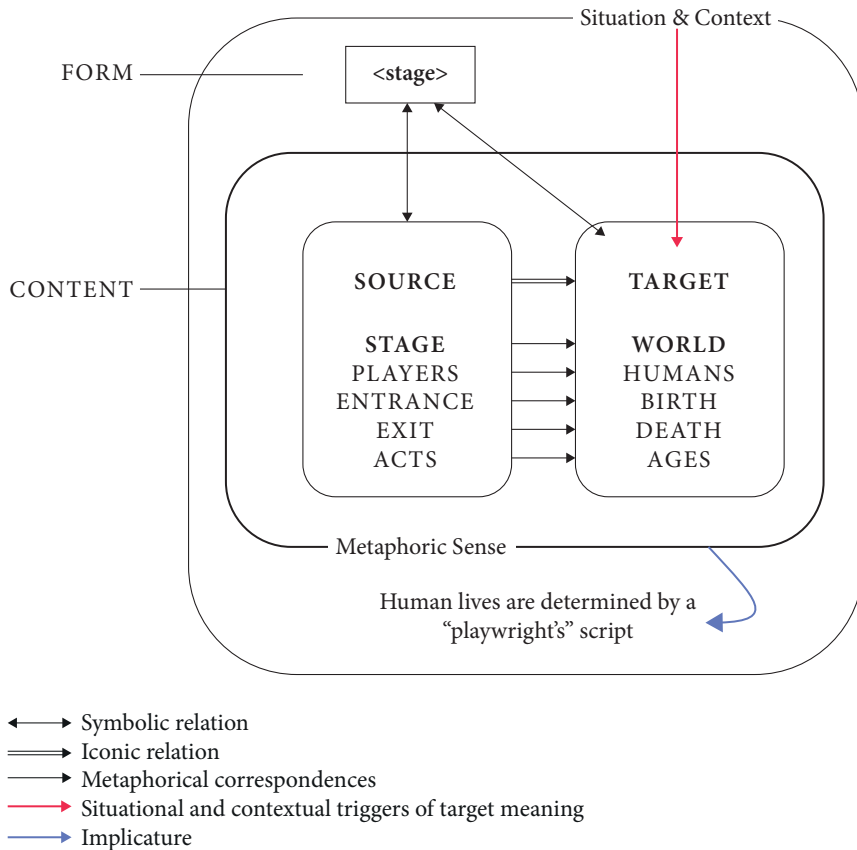 Situation & Context
FORM
<stage>
CONTENT
SOURCE
TARGET
STAGE
WORLD
PLAYERS
HUMANS
ENTRANCE
BIRTH
EXIT
DEATH
ACTS
AGES
Metaphoric Sense
Human lives are determined by a
“playwright’s” script
Symbolic relation
Iconic relation
Metaphorical correspondences
Situational and contextual triggers of target meaning
Implicature